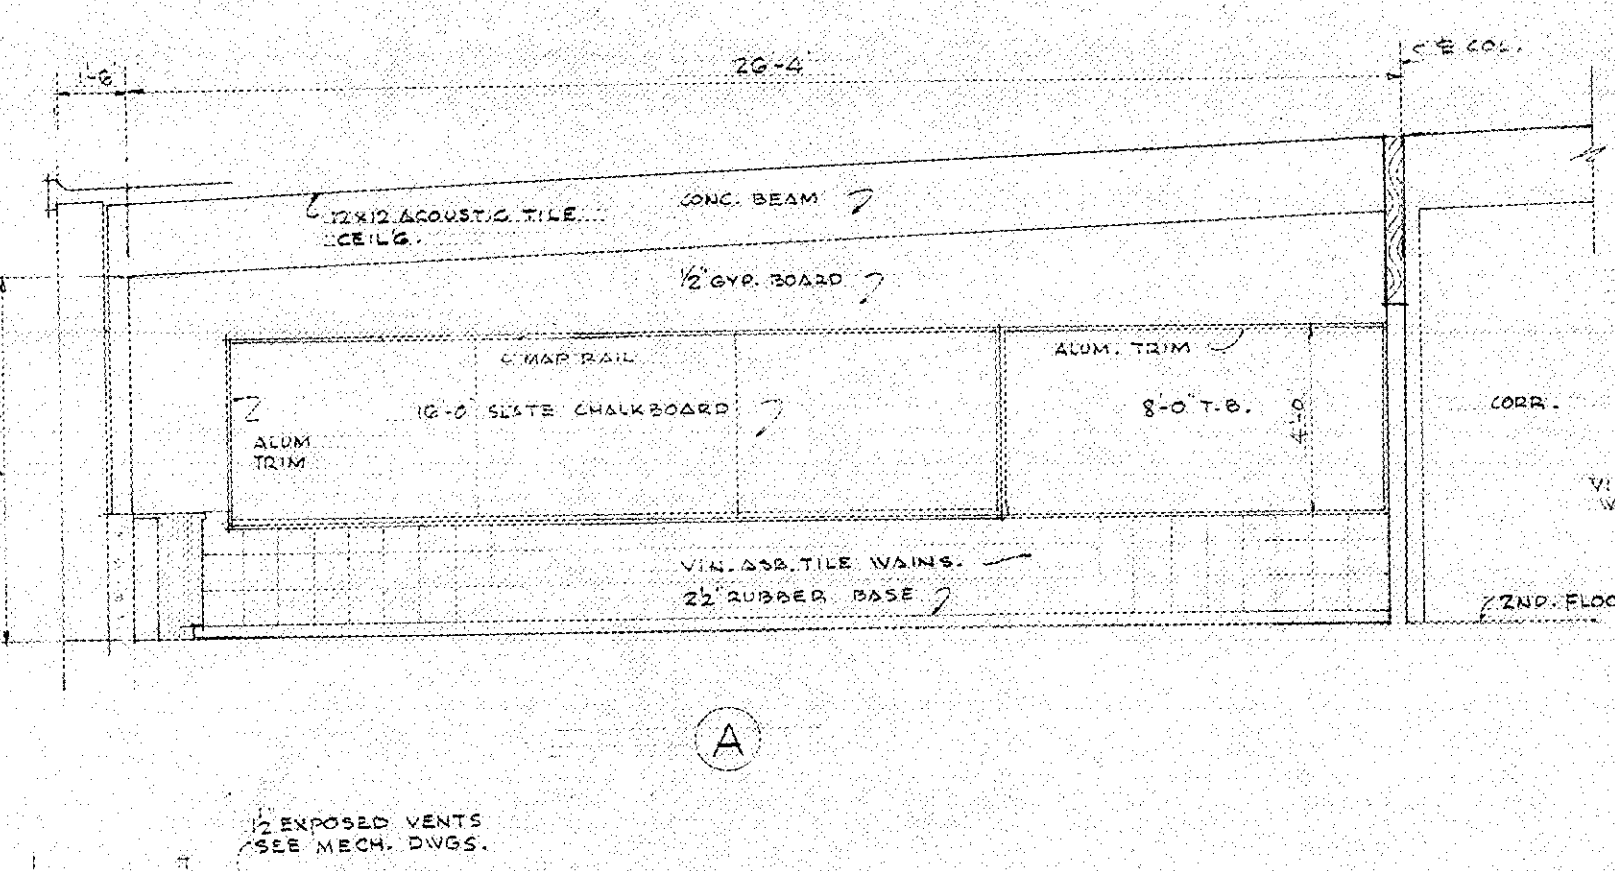 1'-6"
26'-4"
℄ COL.
12x12 ACOUSTIC TILE
CEIL'G.
CONC. BEAM
1/2" GYP. BOARD
MAP RAIL
ALUM. TRIM
16'-0" SLATE CHALKBOARD
8'-0" T.B.
4'-0
CORR.
ALUM
TRIM
VIN. ASB. TILE WAINS.
2 1/2" RUBBER BASE
2ND. FLOO
A
EXPOSED VENTS
SEE MECH. DWGS.